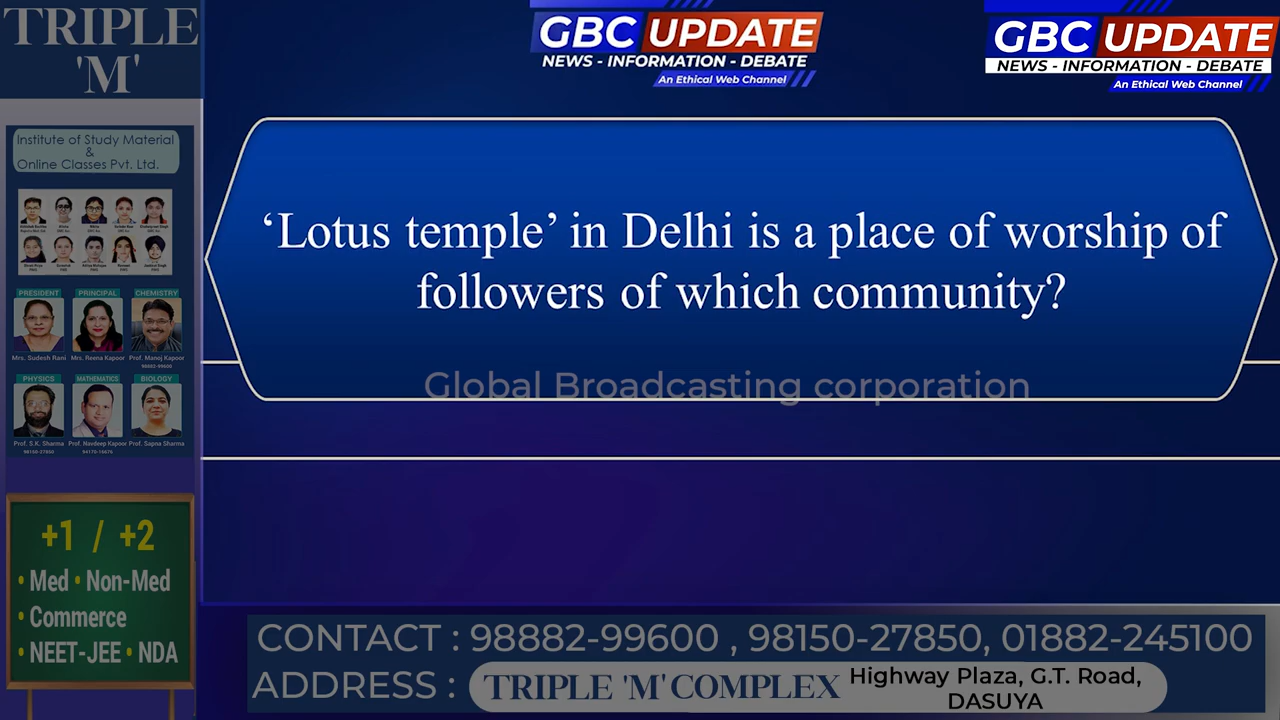 TRIPLE
'M'
Institute of Study Material
&
Online Classes Pvt. Ltd.
PRESIDENT
PRINCIPAL
CHEMISTRY
Mrs. Sudesh Rani
Mrs. Reena Kapoor
Prof. Manoj Kapoor
98882-99600
PHYSICS
MATHEMATICS
BIOLOGY
Prof. S.K. Sharma
Prof. Navdeep Kapoor
Prof. Sapna Sharma
98150-27850
+1 / +2
• Med • Non-Med
• Commerce
• NEET-JEE • NDA
GBC UPDATE
NEWS - INFORMATION - DEBATE
An Ethical Web Channel
GBC UPDATE
NEWS - INFORMATION - DEBATE
An Ethical Web Channel
‘Lotus temple’ in Delhi is a place of worship of
followers of which community?
Global Broadcasting corporation
CONTACT : 98882-99600 , 98150-27850, 01882-245100
ADDRESS : TRIPLE 'M' COMPLEX Highway Plaza, G.T. Road,
DASUYA